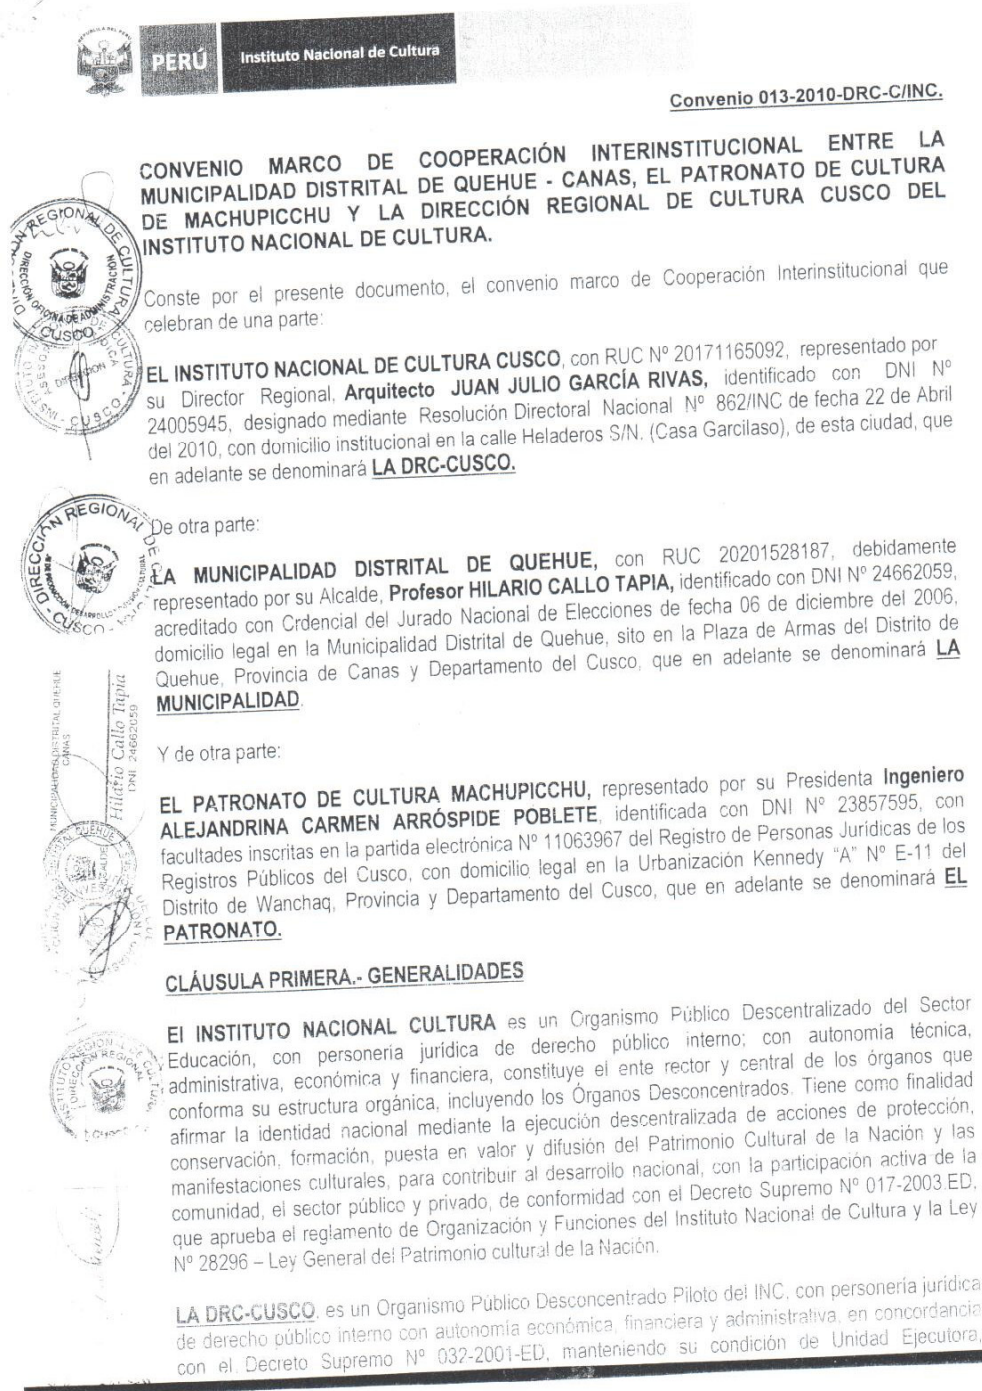 PERÚ
Instituto Nacional de Cultura
Convenio 013-2010-DRC-C/INC.
CONVENIO MARCO DE COOPERACIÓN INTERINSTITUCIONAL ENTRE LA
MUNICIPALIDAD DISTRITAL DE QUEHUE - CANAS, EL PATRONATO DE CULTURA
DE MACHUPICCHU Y LA DIRECCIÓN REGIONAL DE CULTURA CUSCO DEL
INSTITUTO NACIONAL DE CULTURA.
Conste por el presente documento, el convenio marco de Cooperación Interinstitucional que
celebran de una parte:
EL INSTITUTO NACIONAL DE CULTURA CUSCO, con RUC Nº 20171165092, representado por
su Director Regional, Arquitecto JUAN JULIO GARCÍA RIVAS, identificado con DNI Nº
24005945, designado mediante Resolución Directoral Nacional Nº 862/INC de fecha 22 de Abril
del 2010, con domicilio institucional en la calle Heladeros S/N. (Casa Garcilaso), de esta ciudad, que
en adelante se denominará LA DRC-CUSCO.
De otra parte:
LA MUNICIPALIDAD DISTRITAL DE QUEHUE, con RUC 20201528187, debidamente
representado por su Alcalde, Profesor HILARIO CALLO TAPIA, identificado con DNI Nº 24662059,
acreditado con Crdencial del Jurado Nacional de Elecciones de fecha 06 de diciembre del 2006,
domicilio legal en la Municipalidad Distrital de Quehue, sito en la Plaza de Armas del Distrito de
Quehue, Provincia de Canas y Departamento del Cusco, que en adelante se denominará LA
MUNICIPALIDAD.
Y de otra parte:
EL PATRONATO DE CULTURA MACHUPICCHU, representado por su Presidenta Ingeniero
ALEJANDRINA CARMEN ARRÓSPIDE POBLETE, identificada con DNI Nº 23857595, con
facultades inscritas en la partida electrónica Nº 11063967 del Registro de Personas Jurídicas de los
Registros Públicos del Cusco, con domicilio legal en la Urbanización Kennedy "A" Nº E-11 del
Distrito de Wanchaq, Provincia y Departamento del Cusco, que en adelante se denominará EL
PATRONATO.
CLÁUSULA PRIMERA.- GENERALIDADES
El INSTITUTO NACIONAL CULTURA es un Organismo Público Descentralizado del Sector
Educación, con personería jurídica de derecho público interno; con autonomía técnica,
administrativa, económica y financiera, constituye el ente rector y central de los órganos que
conforma su estructura orgánica, incluyendo los Órganos Desconcentrados. Tiene como finalidad
afirmar la identidad nacional mediante la ejecución descentralizada de acciones de protección,
conservación, formación, puesta en valor y difusión del Patrimonio Cultural de la Nación y las
manifestaciones culturales, para contribuir al desarrollo nacional, con la participación activa de la
comunidad, el sector público y privado, de conformidad con el Decreto Supremo Nº 017-2003 ED,
que aprueba el reglamento de Organización y Funciones del Instituto Nacional de Cultura y la Ley
Nº 28296 – Ley General del Patrimonio cultural de la Nación.
LA DRC-CUSCO, es un Organismo Público Desconcentrado Piloto del INC, con personería jurídica
de derecho público interno con autonomía económica, financiera y administrativa, en concordancia
con el Decreto Supremo Nº 032-2001-ED, manteniendo su condición de Unidad Ejecutora,
DIRECCIÓN REGIONAL DE CULTURA
DIRECCIÓN OFICINA DE ADMINISTRACIÓN
CUSCO
MUNICIPALIDAD DISTRITAL QUEHUE
CANAS
Hilario Callo Tapia
DNI 24662059